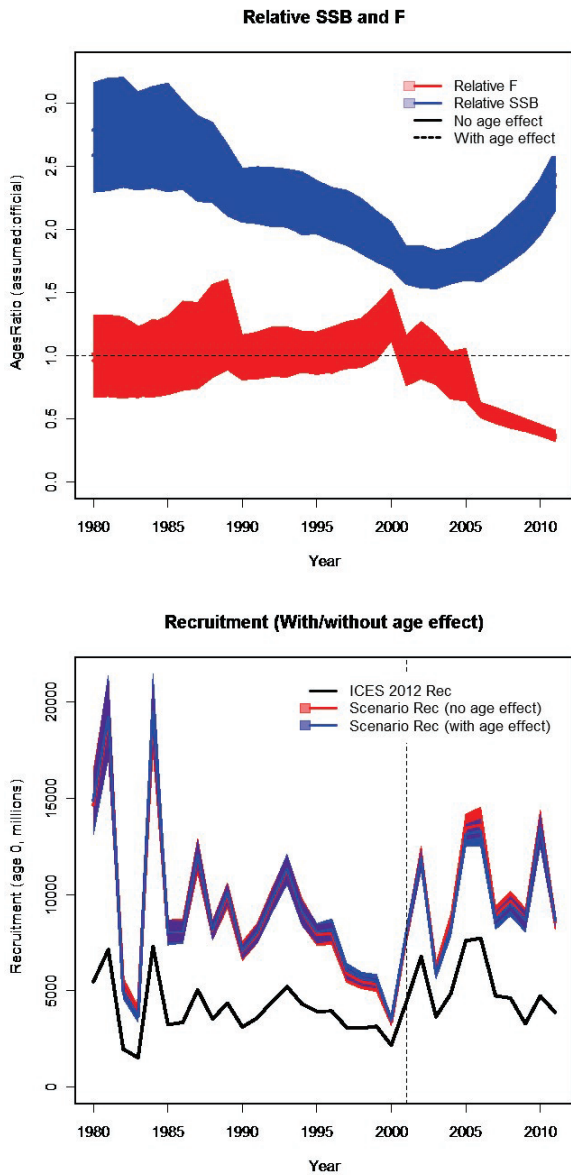 Relative SSB and F
AgesRatio (assumed:official)
3.0
2.5
2.0
1.5
1.0
0.5
0.0
Relative F
Relative SSB
No age effect
With age effect
1980 1985 1990 1995 2000 2005 2010
Year
Recruitment (With/without age effect)
Recruitment (age 0, millions)
20000
15000
10000
5000
0
ICES 2012 Rec
Scenario Rec (no age effect)
Scenario Rec (with age effect)
1980 1985 1990 1995 2000 2005 2010
Year